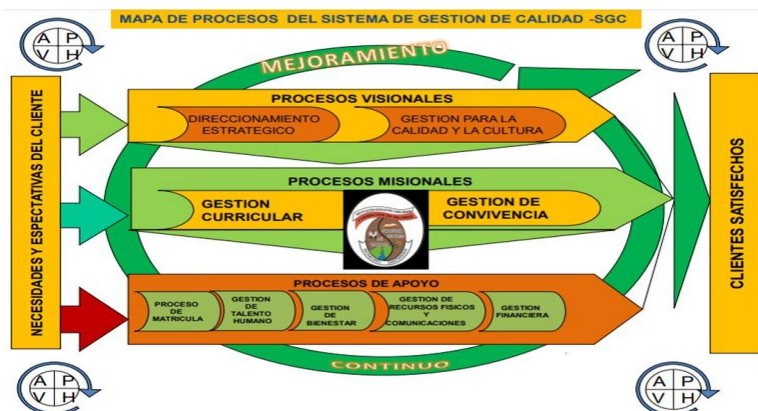 MAPA DE PROCESOS DEL SISTEMA DE GESTION DE CALIDAD -SGC
A P
V H
A P
V H
MEJORAMIENTO
NECESIDADES Y ESPECTATIVAS DEL CLIENTE
PROCESOS VISIONALES
DIRECCIONAMIENTO
ESTRATEGICO
GESTION PARA LA
CALIDAD Y LA CULTURA
PROCESOS MISIONALES
GESTION
CURRICULAR
GESTION DE
CONVIVENCIA
PROCESOS DE APOYO
PROCESO
DE
MATRICULA
GESTION
DE
TALENTO
HUMANO
GESTION
DE
BIENESTAR
GESTION DE
RECURSOS FISICOS
Y
COMUNICACIONES
GESTION
FINANCIERA
CLIENTES SATISFECHOS
CONTINUO
A P
V H
A P
V H